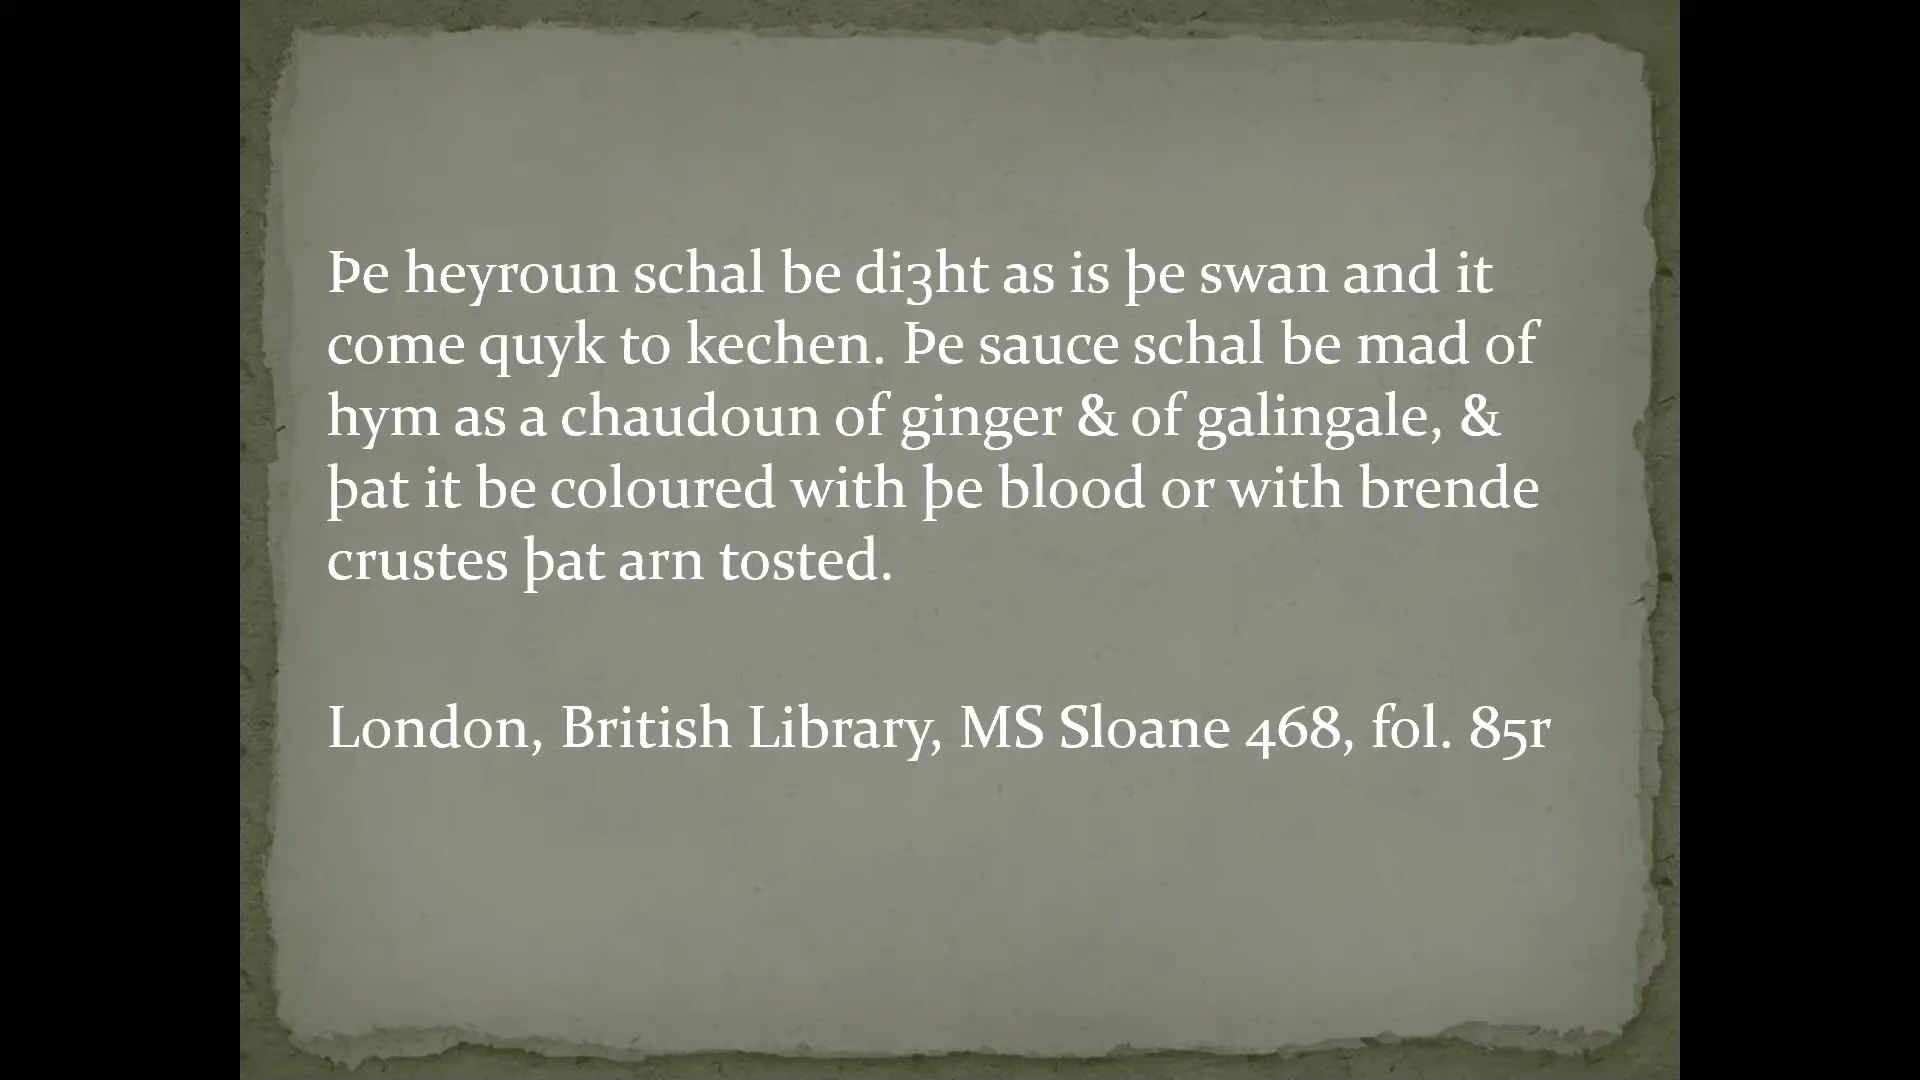 Þe heyroun schal be diȝht as is þe swan and it
come quyk to kechen. Þe sauce schal be mad of
hym as a chaudoun of ginger & of galingale, &
þat it be coloured with þe blood or with brende
crustes þat arn tosted.
London, British Library, MS Sloane 468, fol. 85r